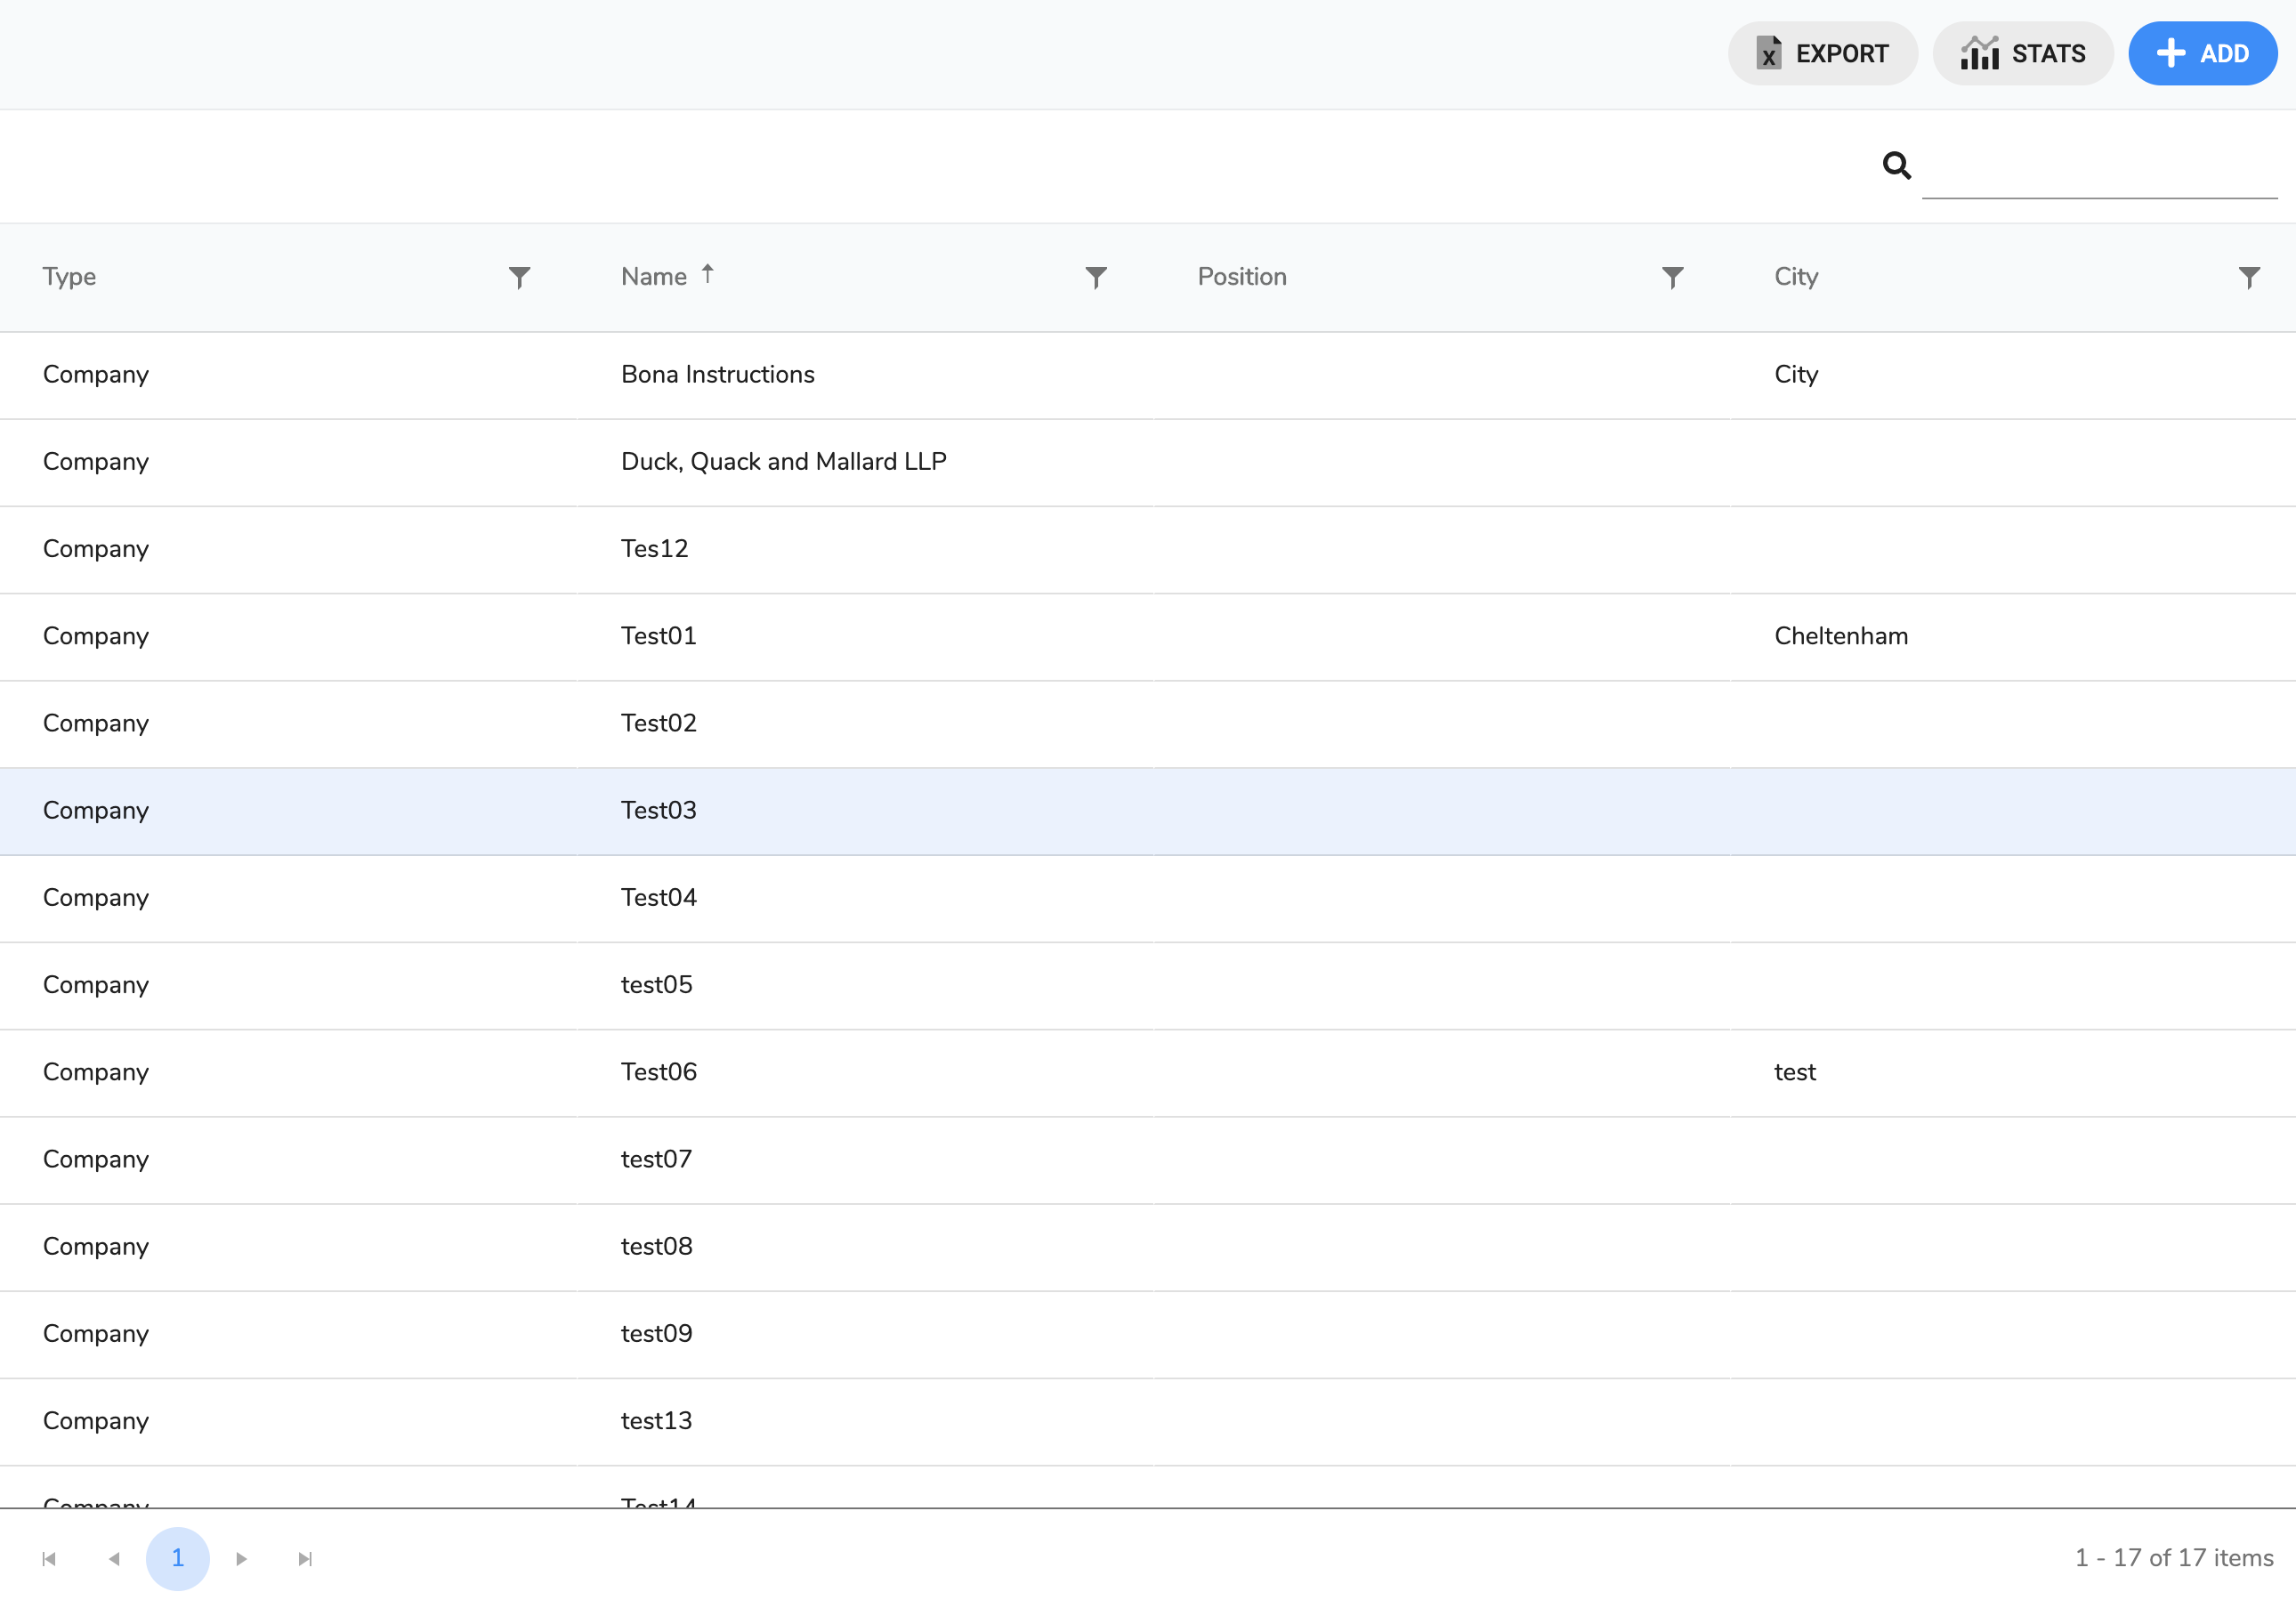 EXPORT STATS ADD
Type Name Position City
Company Bona Instructions City
Company Duck, Quack and Mallard LLP
Company Tes12
Company Test01 Cheltenham
Company Test02
Company Test03
Company Test04
Company test05
Company Test06 test
Company test07
Company test08
Company test09
Company test13
Company Test14
1 1 - 17 of 17 items